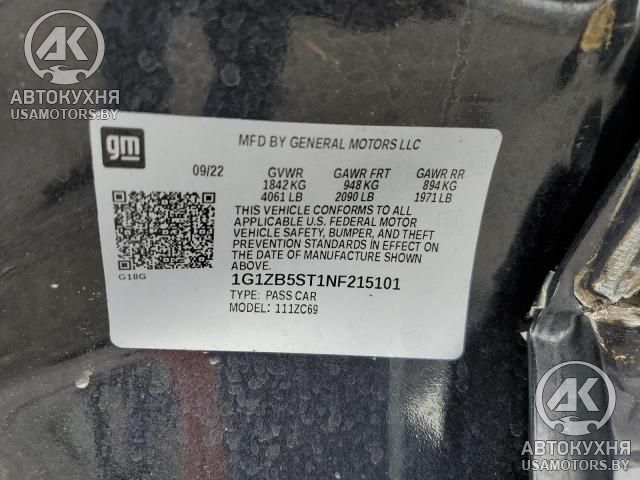 AK
АВТОКУХНЯ
USAMOTORS.BY
gm
MFD BY GENERAL MOTORS LLC
09/22 GVWR GAWR FRT GAWR RR
1842 KG 948 KG 894 KG
4061 LB 2090 LB 1971 LB
THIS VEHICLE CONFORMS TO ALL
APPLICABLE U.S. FEDERAL MOTOR
VEHICLE SAFETY, BUMPER, AND THEFT
PREVENTION STANDARDS IN EFFECT ON
THE DATE OF MANUFACTURE SHOWN
ABOVE.
G18G
1G1ZB5ST1NF215101
TYPE: PASS CAR
MODEL: 111ZC69
AK
АВТОКУХНЯ
USAMOTORS.BY